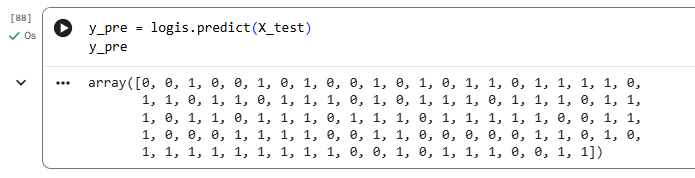 [88]
0s
y_pre = logis.predict(X_test)
y_pre
array([0, 0, 1, 0, 0, 1, 0, 1, 0, 0, 1, 0, 1, 0, 1, 1, 0, 1, 1, 1, 1, 0,
1, 1, 0, 1, 1, 0, 1, 1, 1, 0, 1, 0, 1, 1, 1, 0, 1, 1, 1, 0, 1, 1,
1, 0, 1, 1, 0, 1, 1, 1, 0, 1, 1, 1, 0, 1, 1, 1, 1, 1, 0, 0, 1, 1,
1, 0, 0, 0, 1, 1, 1, 1, 0, 0, 1, 1, 0, 0, 0, 0, 0, 1, 1, 0, 1, 0,
1, 1, 1, 1, 1, 1, 1, 1, 1, 0, 0, 1, 0, 1, 1, 1, 0, 0, 1, 1])